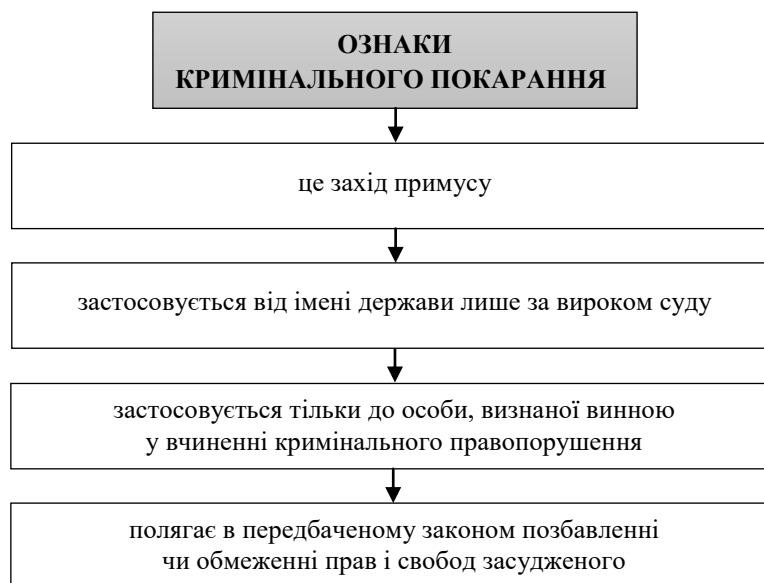 ОЗНАКИ
КРИМІНАЛЬНОГО ПОКАРАННЯ
це захід примусу
застосовується від імені держави лише за вироком суду
застосовується тільки до особи, визнаної винною
у вчиненні кримінального правопорушення
полягає в передбаченому законом позбавленні
чи обмеженні прав і свобод засудженого